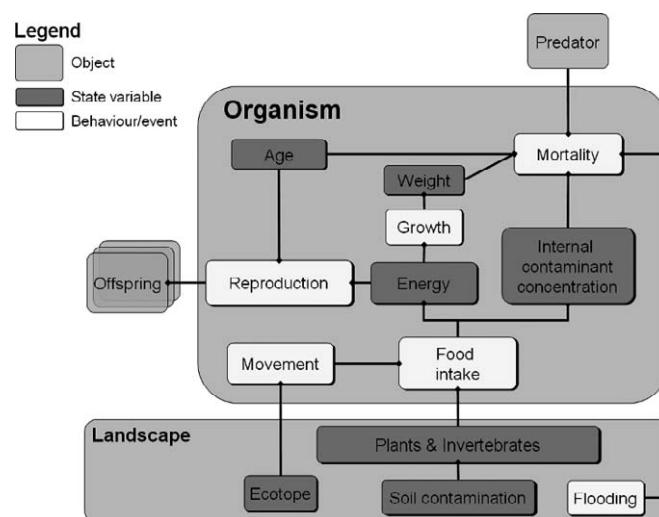 Legend
Object
State variable
Behaviour/event
Predator
Organism
Age
Mortality
Weight
Growth
Internal
contaminant
concentration
Offspring
Reproduction
Energy
Movement
Food
intake
Landscape
Plants & Invertebrates
Ecotope
Soil contamination
Flooding